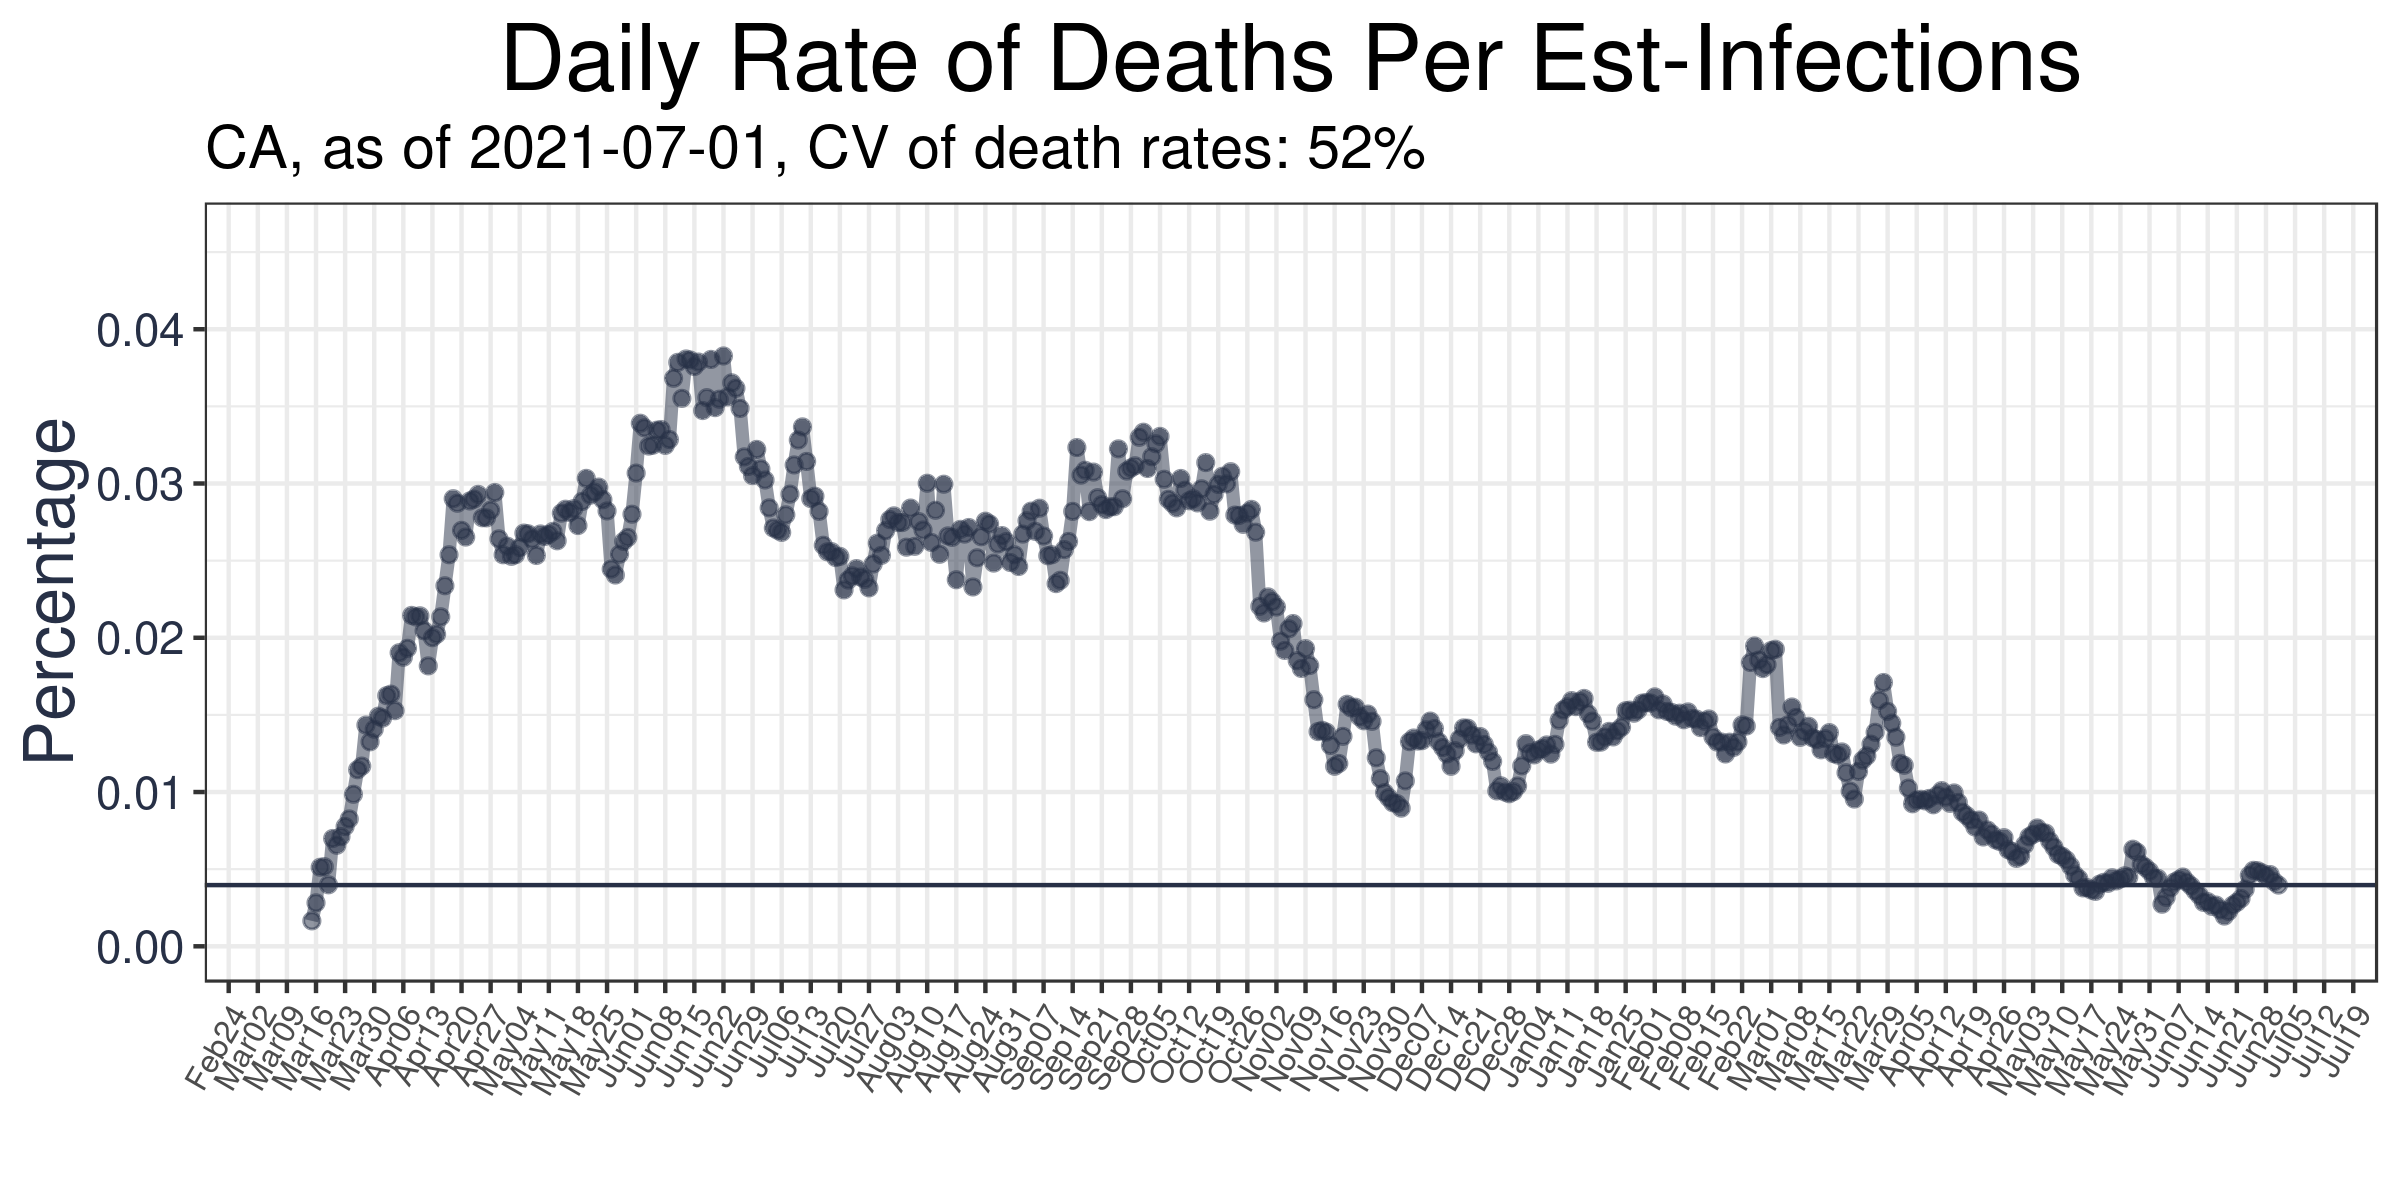 Daily Rate of Deaths Per Est-Infections
CA, as of 2021-07-01, CV of death rates: 52%
Percentage
0.04
0.03
0.02
0.01
0.00
Feb24
Mar02
Mar09
Mar16
Mar23
Mar30
Apr06
Apr13
Apr20
Apr27
May04
May11
May18
May25
Jun01
Jun08
Jun15
Jun22
Jun29
Jul06
Jul13
Jul20
Jul27
Aug03
Aug10
Aug17
Aug24
Aug31
Sep07
Sep14
Sep21
Sep28
Oct05
Oct12
Oct19
Oct26
Nov02
Nov09
Nov16
Nov23
Nov30
Dec07
Dec14
Dec21
Dec28
Jan04
Jan11
Jan18
Jan25
Feb01
Feb08
Feb15
Feb22
Mar01
Mar08
Mar15
Mar22
Mar29
Apr05
Apr12
Apr19
Apr26
May03
May10
May17
May24
May31
Jun07
Jun14
Jun21
Jun28
Jul05
Jul12
Jul19